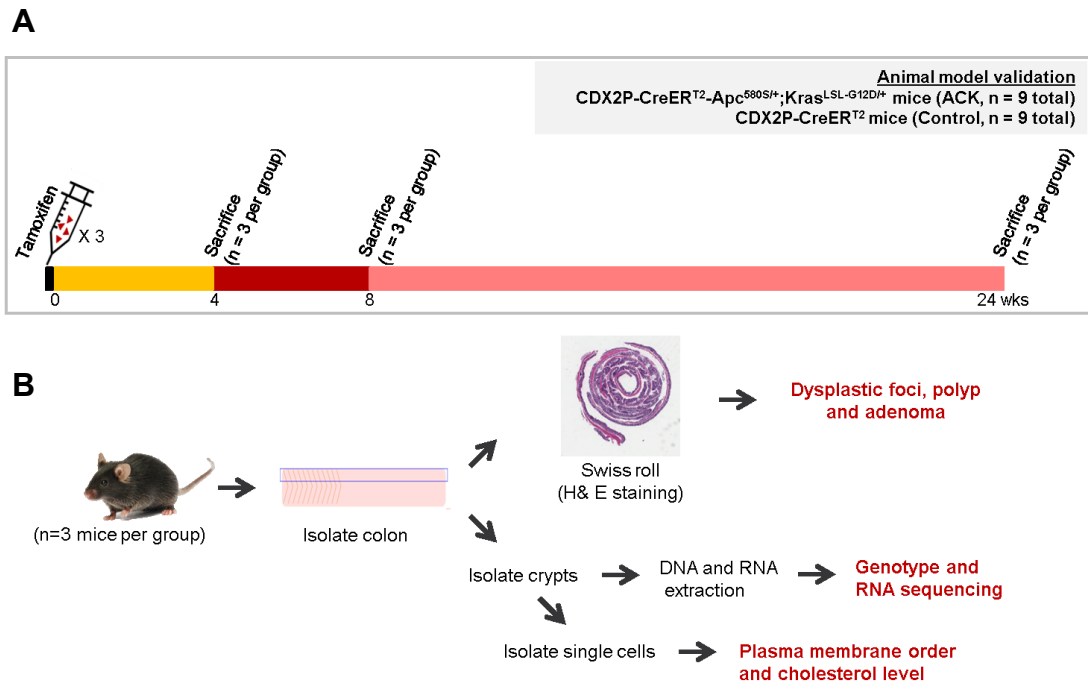 A
Animal model validation
CDX2P-CreERT2-Apc580S/+;KrasLSL-G12D/+ mice (ACK, n = 9 total)
CDX2P-CreERT2 mice (Control, n = 9 total)
Tamoxifen
X 3
Sacrifice
(n = 3 per group)
Sacrifice
(n = 3 per group)
Sacrifice
(n = 3 per group)
0
4
8
24 wks
B
(n=3 mice per group)
Isolate colon
Swiss roll
(H& E staining)
Dysplastic foci, polyp
and adenoma
Isolate crypts
DNA and RNA
extraction
Genotype and
RNA sequencing
Isolate single cells
Plasma membrane order
and cholesterol level